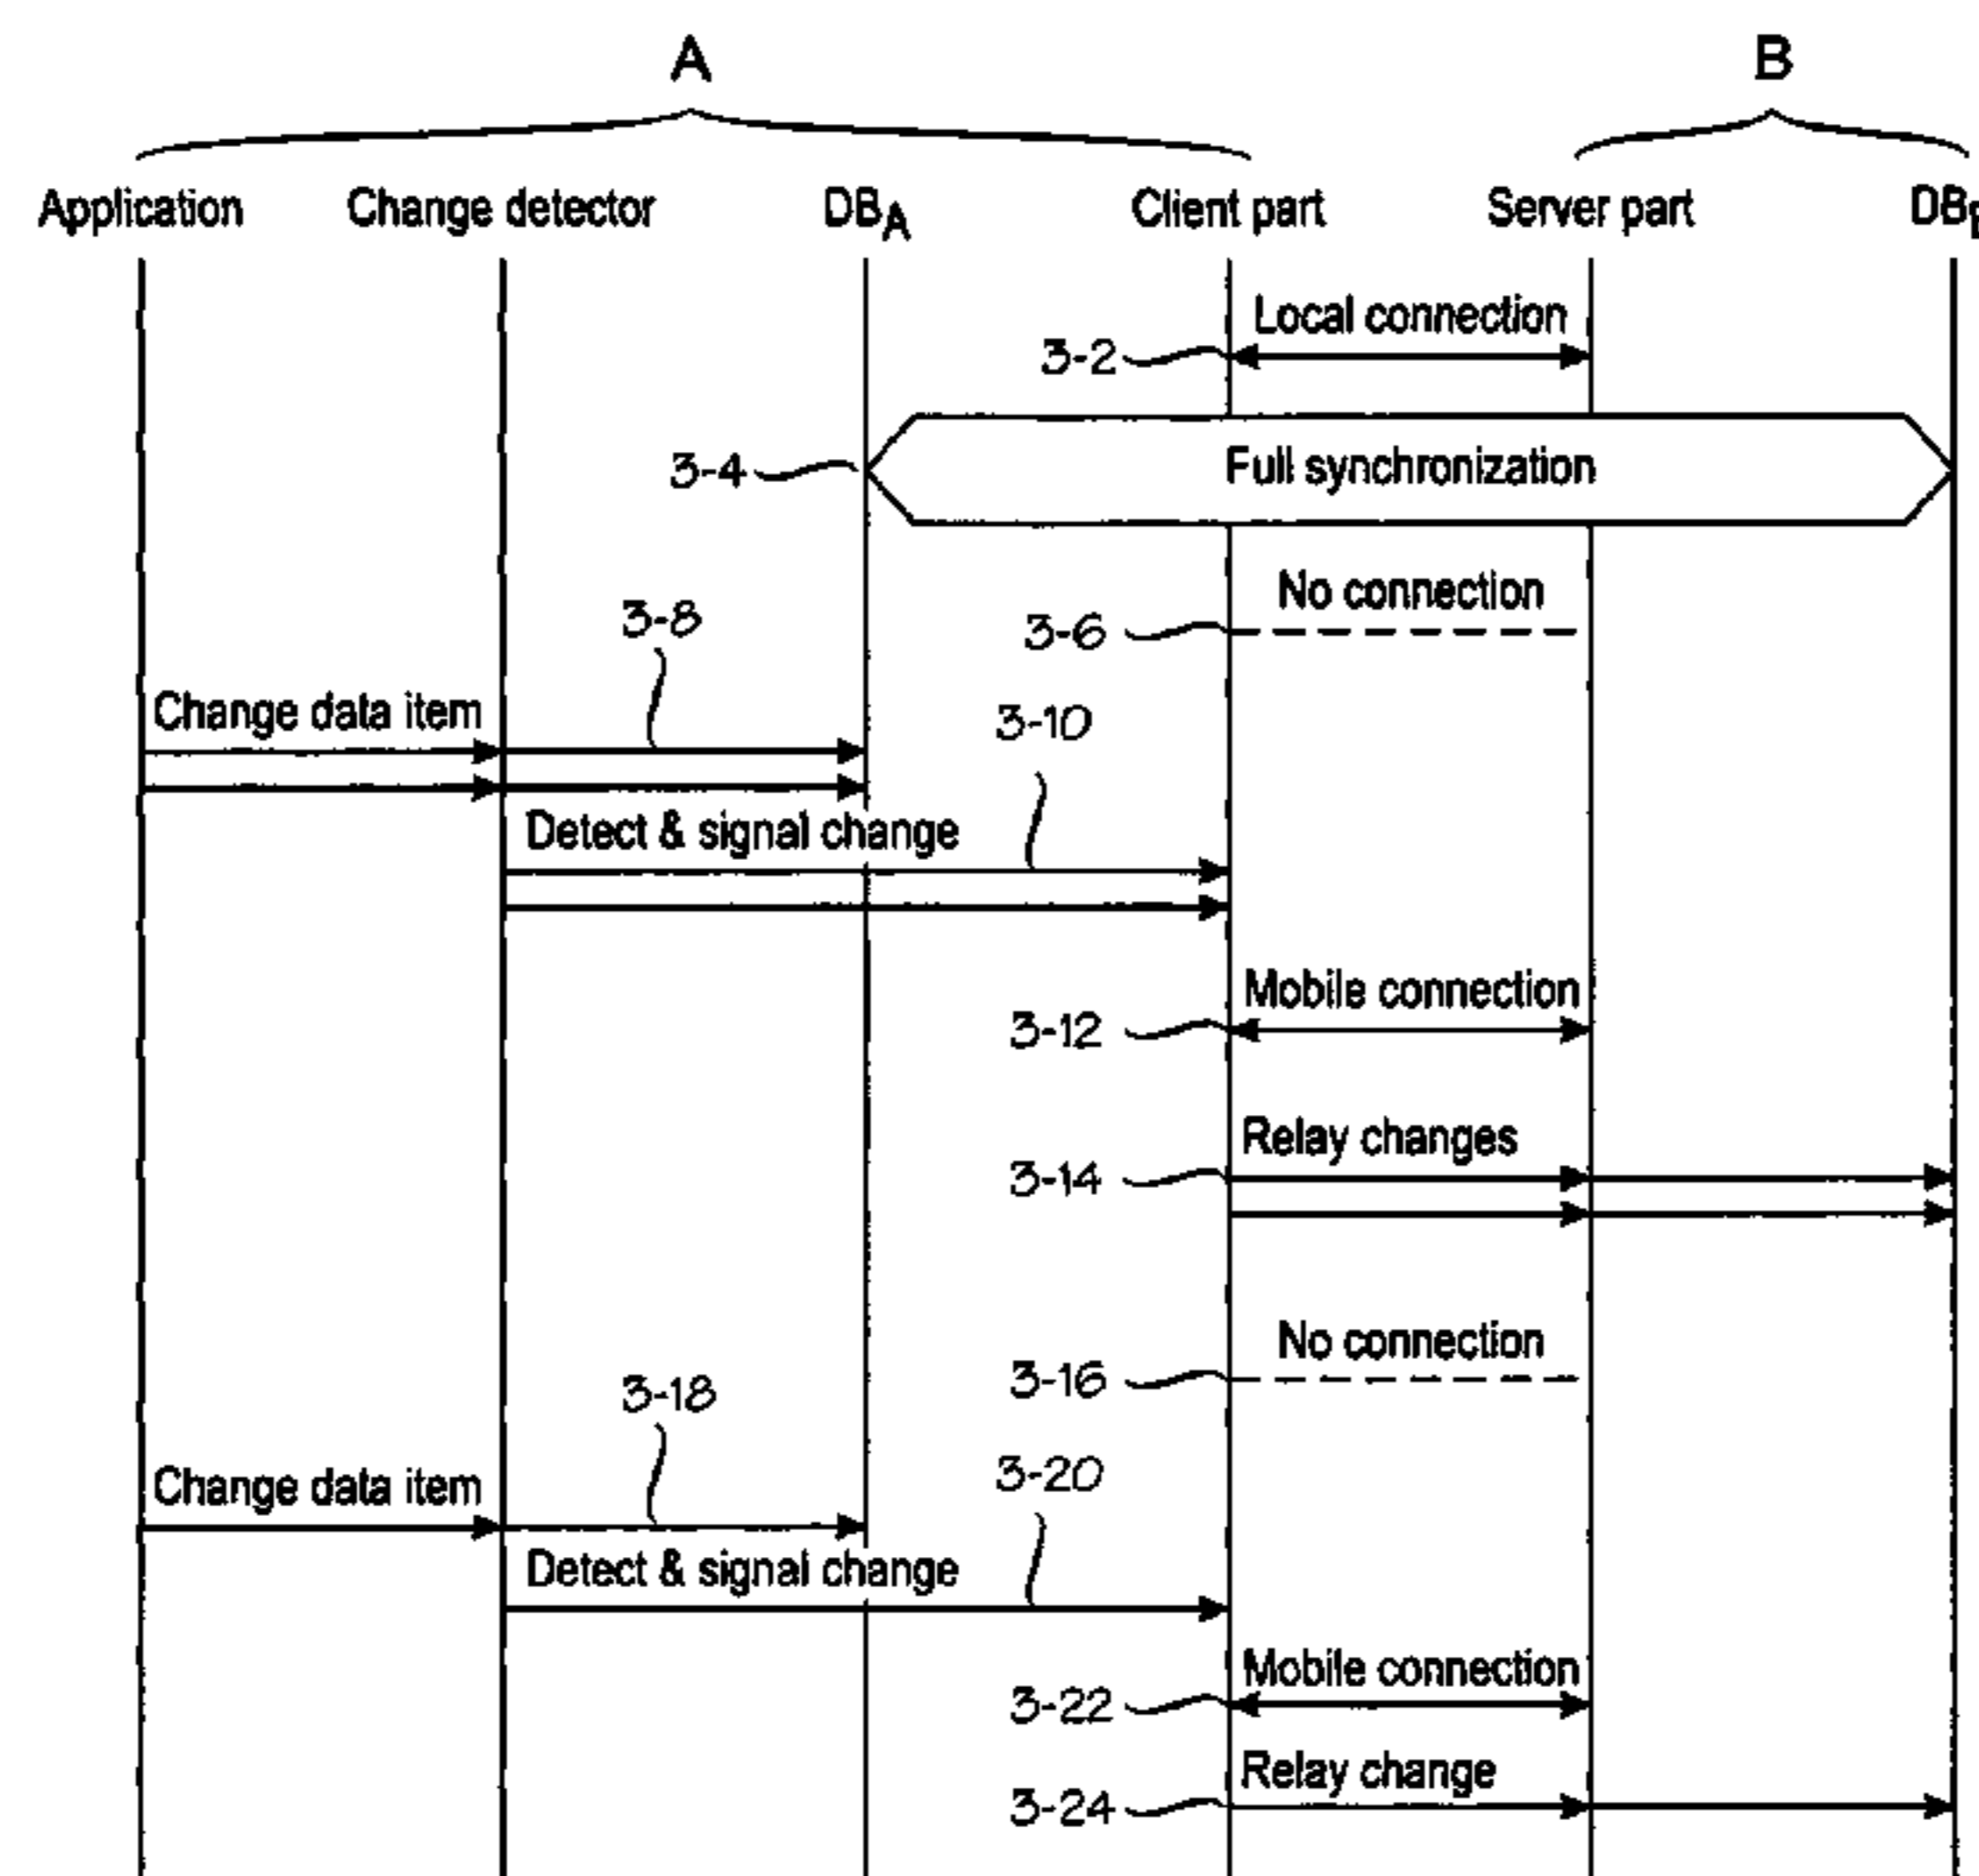 A B
Application Change detector DBA Client part Server part DB
Local connection
3-2
3-4 Full synchronization
No connection
3-8 3-6
Change data item 3-10
Detect & signal change
Mobile connection
3-12
Relay changes
3-14
No connection
3-16
3-18
Change data item 3-20
Detect & signal change
Mobile connection
3-22
Relay change
3-24